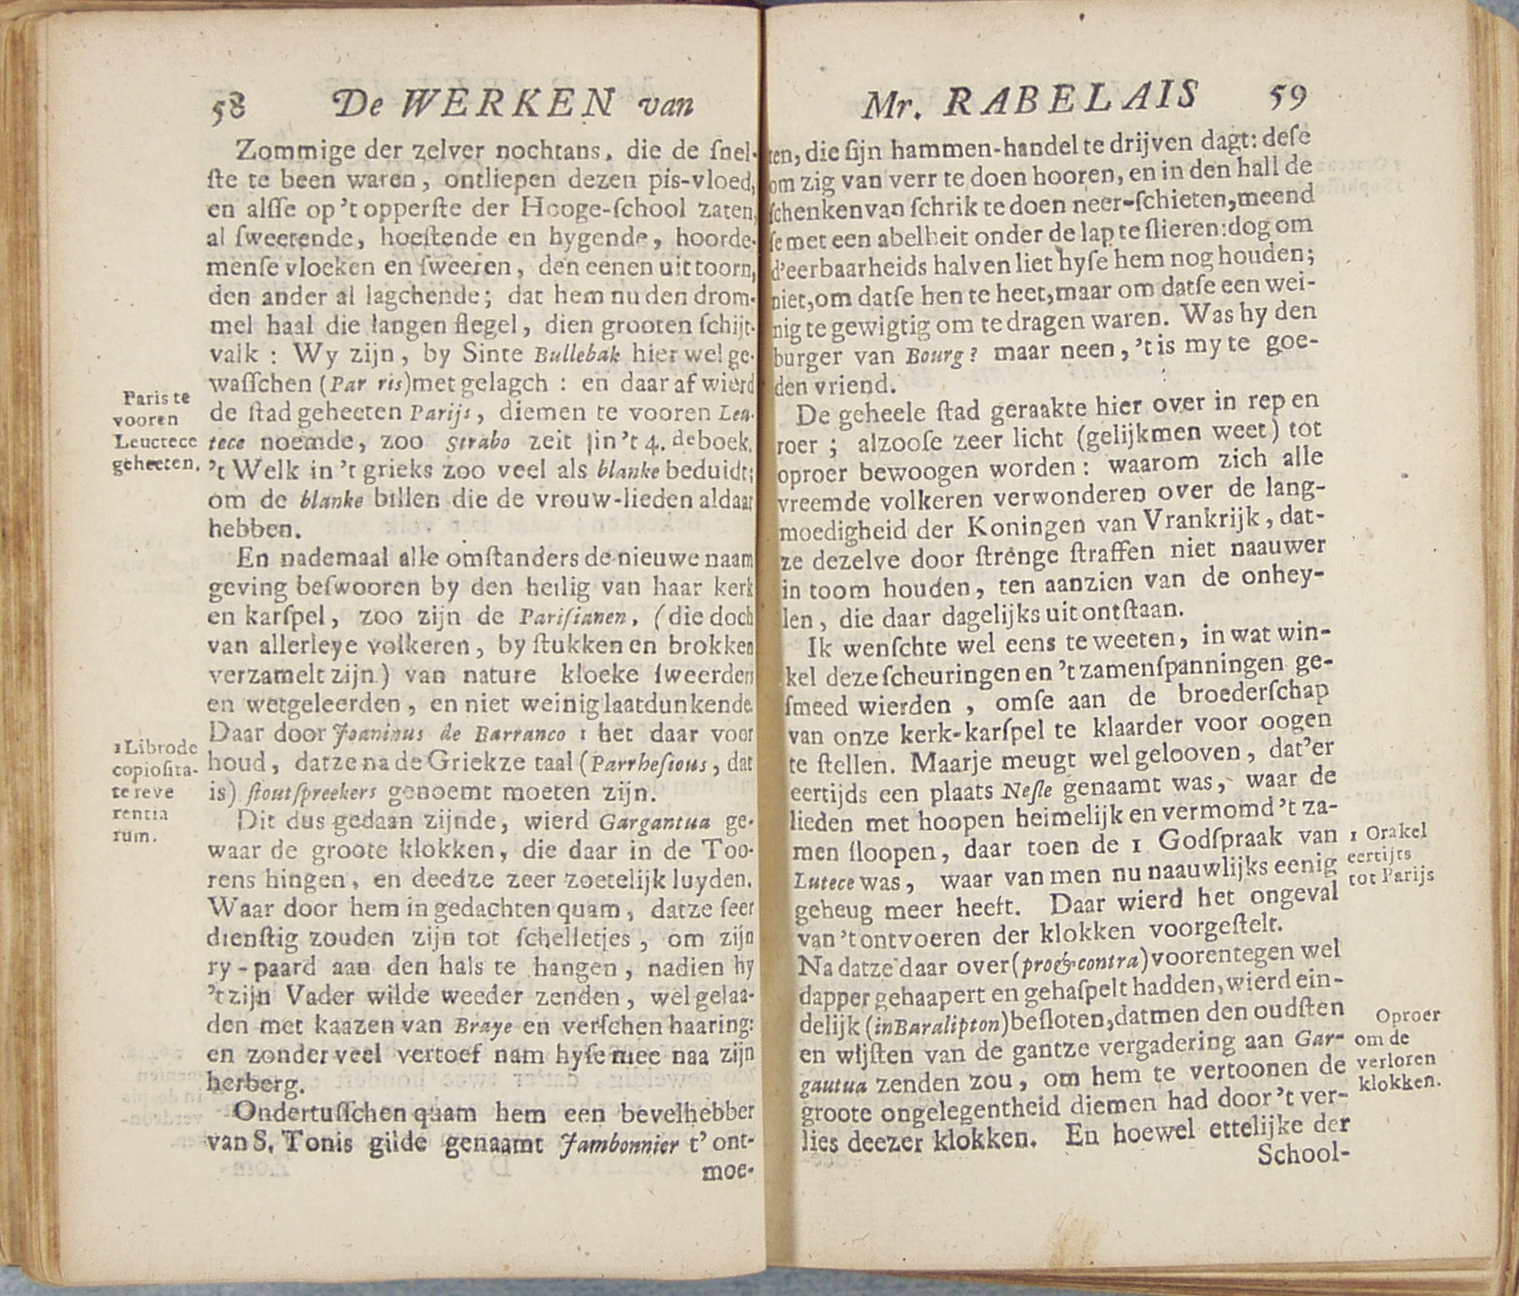 58 De WERKEN van
Zommige der zelver nochtans, die de ſnel-
ſte te been waren, ontliepen dezen pis-vloed,
en alſſe op 't opperſte der Hooge-ſchool zaten,
al ſweetende, hoeſtende en hygende, hoorde-
menſe vloeken en ſweeren, den eenen uit toorn,
den ander al lagchende; dat hem nu den drom-
mel haal die langen flegel, dien grooten ſchijt-
valk : Wy zijn, by Sinte Bullebak hier wel ge-
waſſchen (Par ris) met gelagch : en daar af wierd
de ſtad geheeten Parijs, diemen te vooren Leu-
tece noemde, zoo Strabo zeit in 't 4. de boek,
't Welk in 't grieks zoo veel als blanke beduidt;
om de blanke billen die de vrouw-lieden aldaar
hebben.
Paris te
vooren
Leucrece
geheeten.
En nademaal alle omſtanders de nieuwe naam
geving beſwooren by den heilig van haar kerk
en karſpel, zoo zijn de Pariſianen, (die doch
van allerleye volkeren, by ſtukken en brokken
verzamelt zijn) van nature kloeke ſweerders
en wetgeleerden, en niet weinig laatdunkende.
Daar door Joaninus de Barranco 1 het daar voor
houd, datze na de Griekze taal (Parrheſious, dat
is) ſtoutſpreekers genoemt moeten zijn.
1 Libro de
copioſita-
te reve
rentia
rum.
Dit dus gedaan zijnde, wierd Gargantua ge-
waar de groote klokken, die daar in de Too-
rens hingen, en deedze zeer zoetelijk luyden.
Waar door hem in gedachten quam, datze ſeer
dienſtig zouden zijn tot ſchelletjes, om zijn
ry-paard aan den hals te hangen, nadien hy
't zijn Vader wilde weeder zenden, wel gelaa-
den met kaazen van Braye en verſchen haaring:
en zonder veel vertoef nam hyſe mee naa zijn
herberg.
Ondertuſſchen quam hem een bevelhebber
van S. Tonis gilde genaamt Jambonnier t' ont-
moe-
Mr. RABELAIS 59
ten, die ſijn hammen-handel te drijven dagt: deſe
om zig van verr te doen hooren, en in den hall de
ſchenken van ſchrik te doen neer-ſchieten, meend
ſe met een abelheit onder de lap te ſlieren: dog om
d'eerbaarheids halven liet hyſe hem nog houden;
niet, om datſe hen te heet, maar om datſe een wei-
nig te gewigtig om te dragen waren. Was hy den
burger van Bourg? maar neen, 't is my te goe-
den vriend.
De geheele ſtad geraakte hier over in rep en
roer ; alzooſe zeer licht (gelijkmen weet) tot
oproer bewoogen worden : waarom zich alle
vreemde volkeren verwonderen over de lang-
moedigheid der Koningen van Vrankrijk, dat-
ze dezelve door ſtrênge ſtraffen niet naauwer
in toom houden, ten aanzien van de onhey-
len, die daar dagelijks uit ontſtaan.
Ik wenſchte wel eens te weeten, in wat win-
kel deze ſcheuringen en 't zamenſpanningen ge-
ſmeed wierden , omſe aan de broederſchap
van onze kerk-karſpel te klaarder voor oogen
te ſtellen. Maarje meugt wel gelooven, dat'er
eertijds een plaats Neſle genaamt was, waar de
lieden met hoopen heimelijk en vermomd 't za-
men ſloopen, daar toen de 1 Godſpraak van
Lutece was, waar van men nu naauwlijks eenig
geheug meer heeft. Daar wierd het ongeval
van 't ontvoeren der klokken voorgeſtelt.
1 Orakel
eertijts
tot Parijs
Na datze daar over (pro & contra) voor en tegen wel
dapper gehaapert en gehaſpelt hadden, wierd ein-
delijk (in Baralipton) beſloten, datmen den oudſten
en wijſten van de gantze vergadering aan Gar-
gautua zenden zou, om hem te vertoonen de
groote ongelegentheid diemen had door 't ver-
lies deezer klokken. En hoewel ettelijke der
School-
Oproer
om de
verloren
klokken.